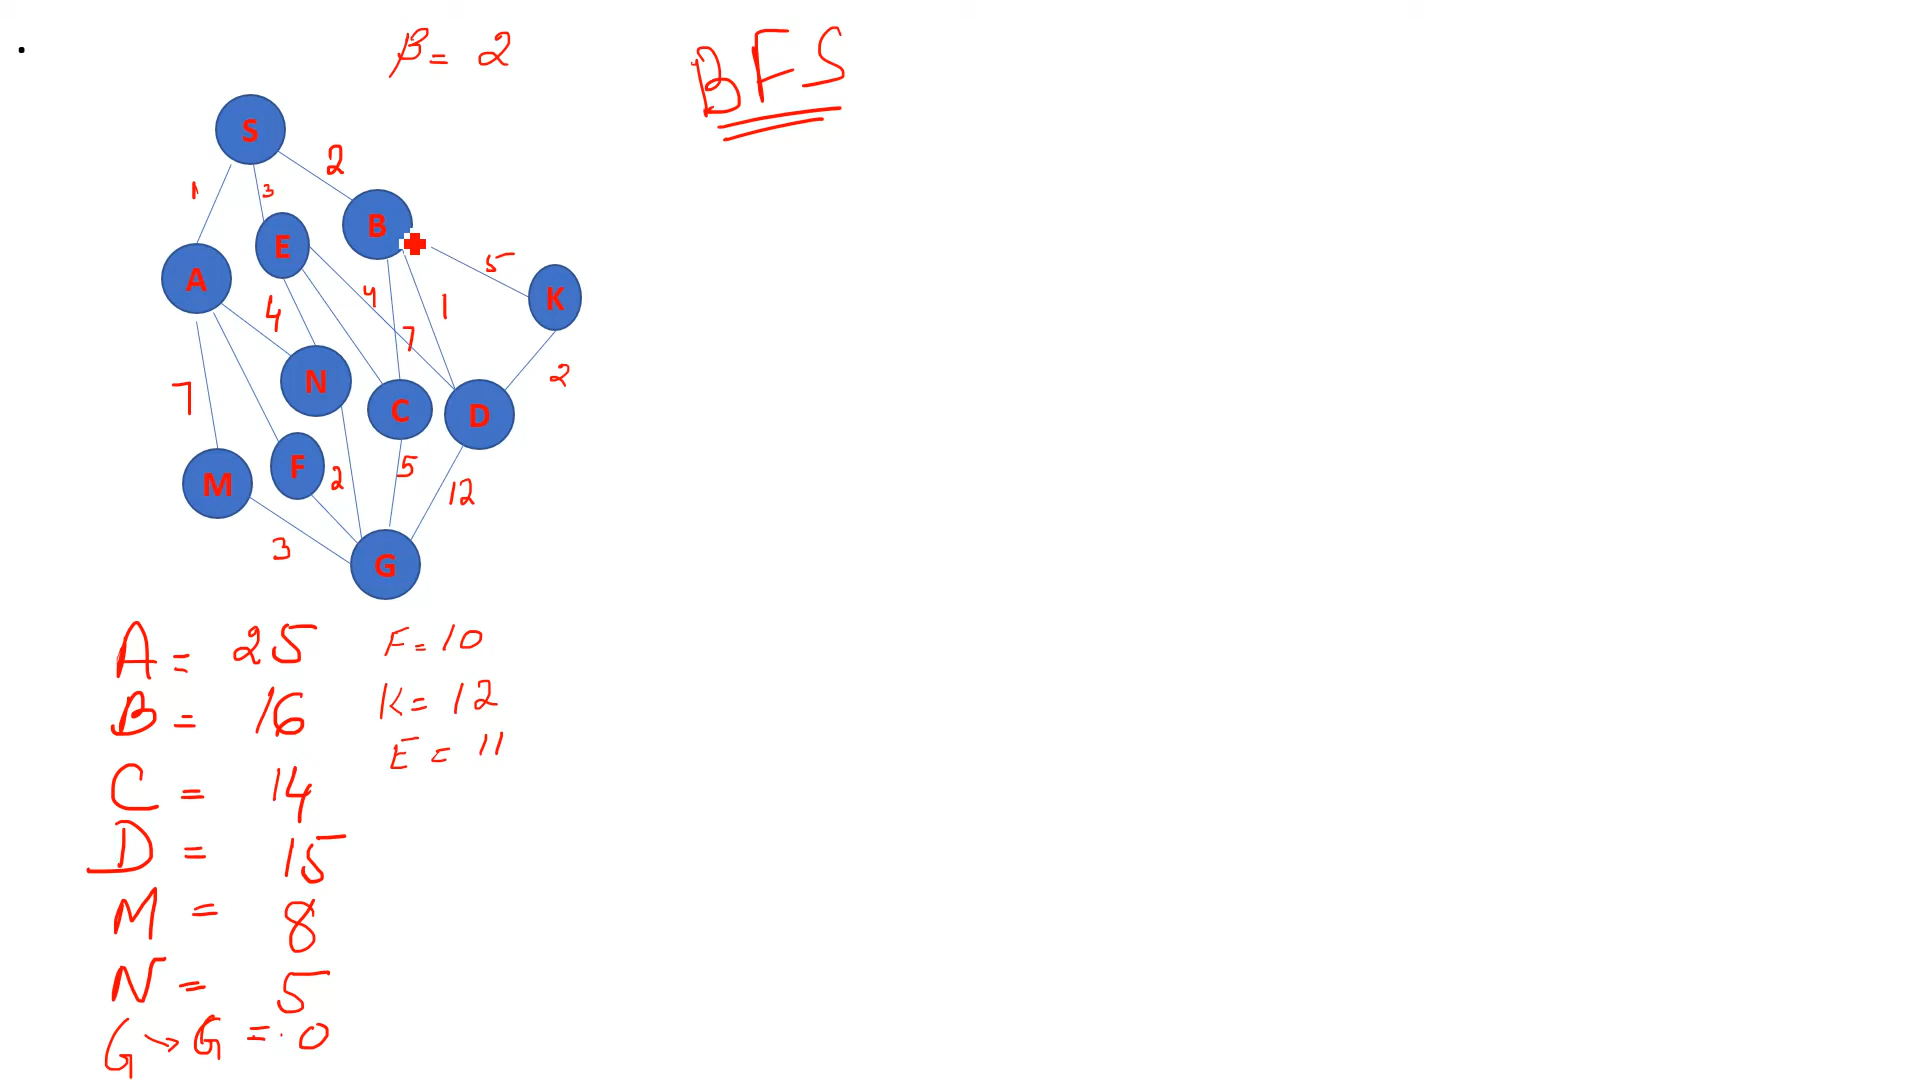 β = 2
BFS
S
2
1
3
B
E
A
5
K
4
4
1
7
2
7
N
C
D
F
2
5
M
12
3
G
A = 25
F = 10
B = 16
K = 12
E = 11
C = 14
D = 15
M = 8
N = 5
G → G = 0